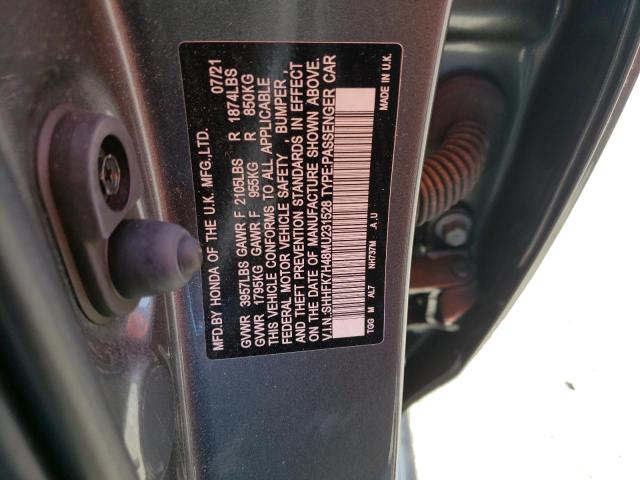 MFD.BY HONDA OF THE U.K. MFG.,LTD. 07/21
GVWR 3957LBS GAWR F 2105LBS R 1874LBS
GVWR 1795KG GAWR F 955KG R 850KG
THIS VEHICLE CONFORMS TO ALL APPLICABLE
FEDERAL MOTOR VEHICLE SAFETY , BUMPER ,
AND THEFT PREVENTION STANDARDS IN EFFECT
ON THE DATE OF MANUFACTURE SHOWN ABOVE.
V.I.N.:SHHFK7H48MU231528 TYPE:PASSENGER CAR
TGG M AL7 NH737M .A .U MADE IN U.K.